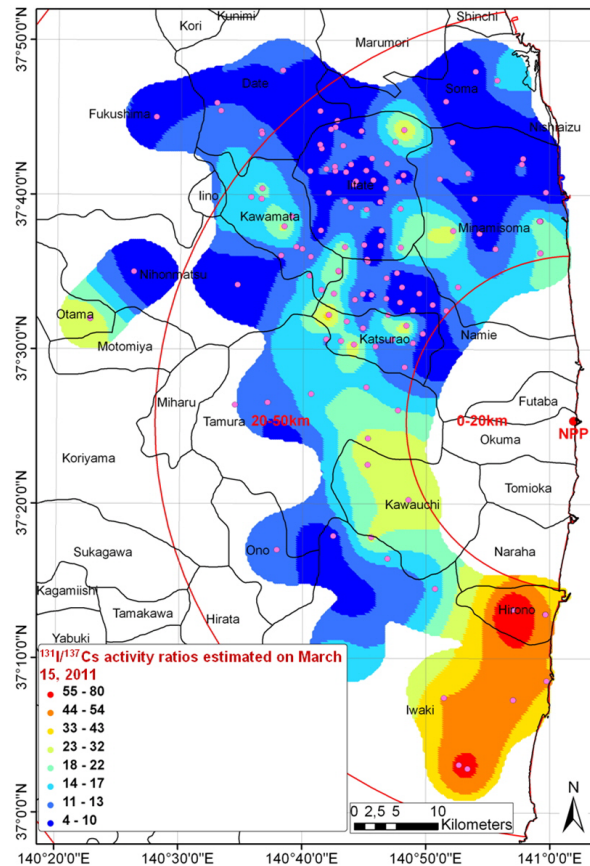 37°50'0"N
37°40'0"N
37°30'0"N
37°20'0"N
37°10'0"N
37°0'0"N
Kunimi
Shinchi
Kori
Marumori
Date
Soma
Fukushima
Nishiaizu
Iino
Iitate
Kawamata
Minamisoma
Nihonmatsu
Otama
Motomiya
Katsurao
Namie
Miharu
Futaba
Tamura
20-50km
0-20km
NPP
Okuma
Koriyama
Tomioka
Kawauchi
Ono
Naraha
Sukagawa
Kagamiishi
Hirono
Tamakawa
Hirata
Yabuki
¹³¹I/¹³⁷Cs activity ratios estimated on March
15, 2011
55 - 80
44 - 54
33 - 43
23 - 32
18 - 22
14 - 17
11 - 13
4 - 10
Iwaki
N
0 2,5 5 10
Kilometers
140°20'0"E 140°30'0"E 140°40'0"E 140°50'0"E 141°0'0"E